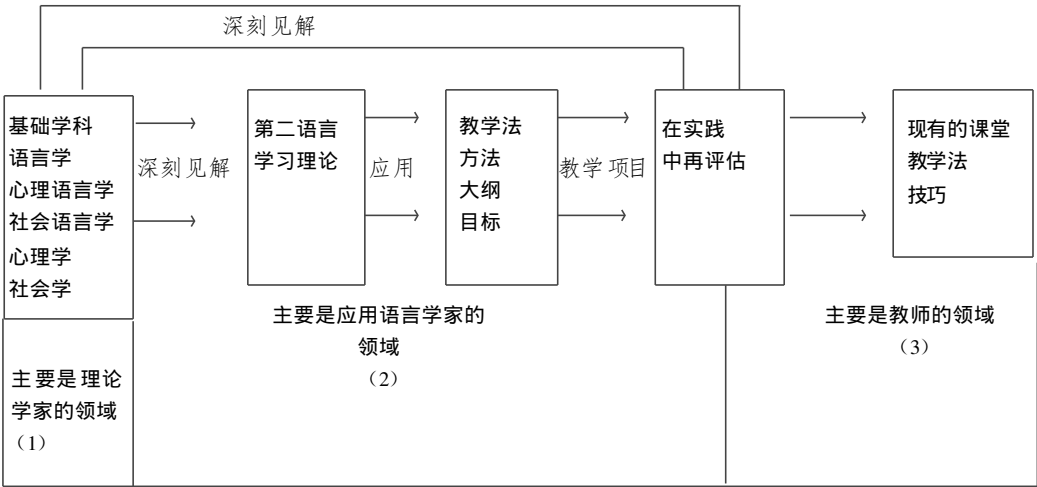 深刻见解
基础学科
语言学
心理语言学
社会语言学
心理学
社会学
深刻见解
第二语言
学习理论
应用
教学法
方法
大纲
目标
教学项目
在实践
中再评估
现有的课堂
教学法
技巧
主要是理论
学家的领域
（1）
主要是应用语言学家的
领域
（2）
主要是教师的领域
（3）